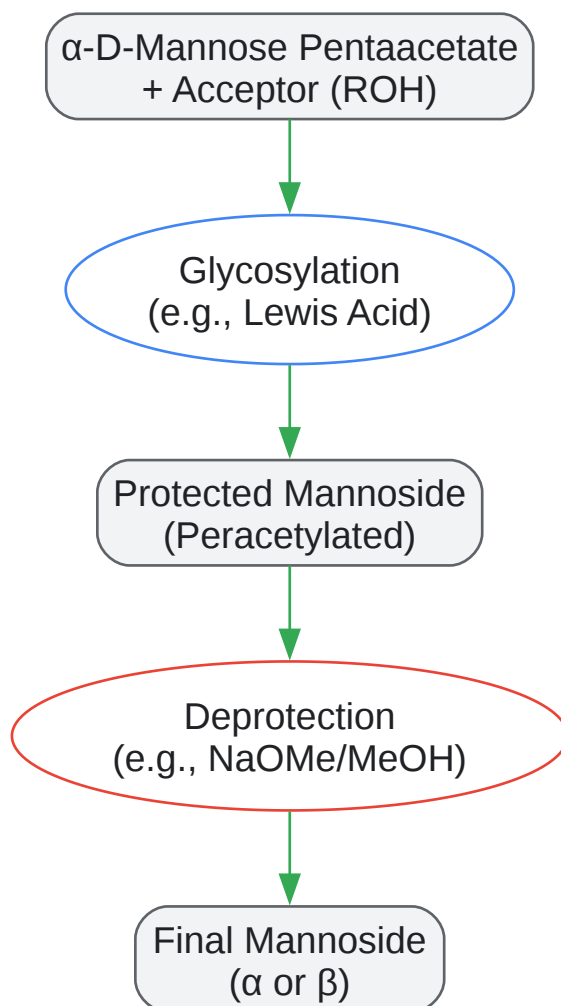 α-D-Mannose Pentaacetate
+ Acceptor (ROH)
Glycosylation
(e.g., Lewis Acid)
Protected Mannoside
(Peracetylated)
Deprotection
(e.g., NaOMe/MeOH)
Final Mannoside
(α or β)